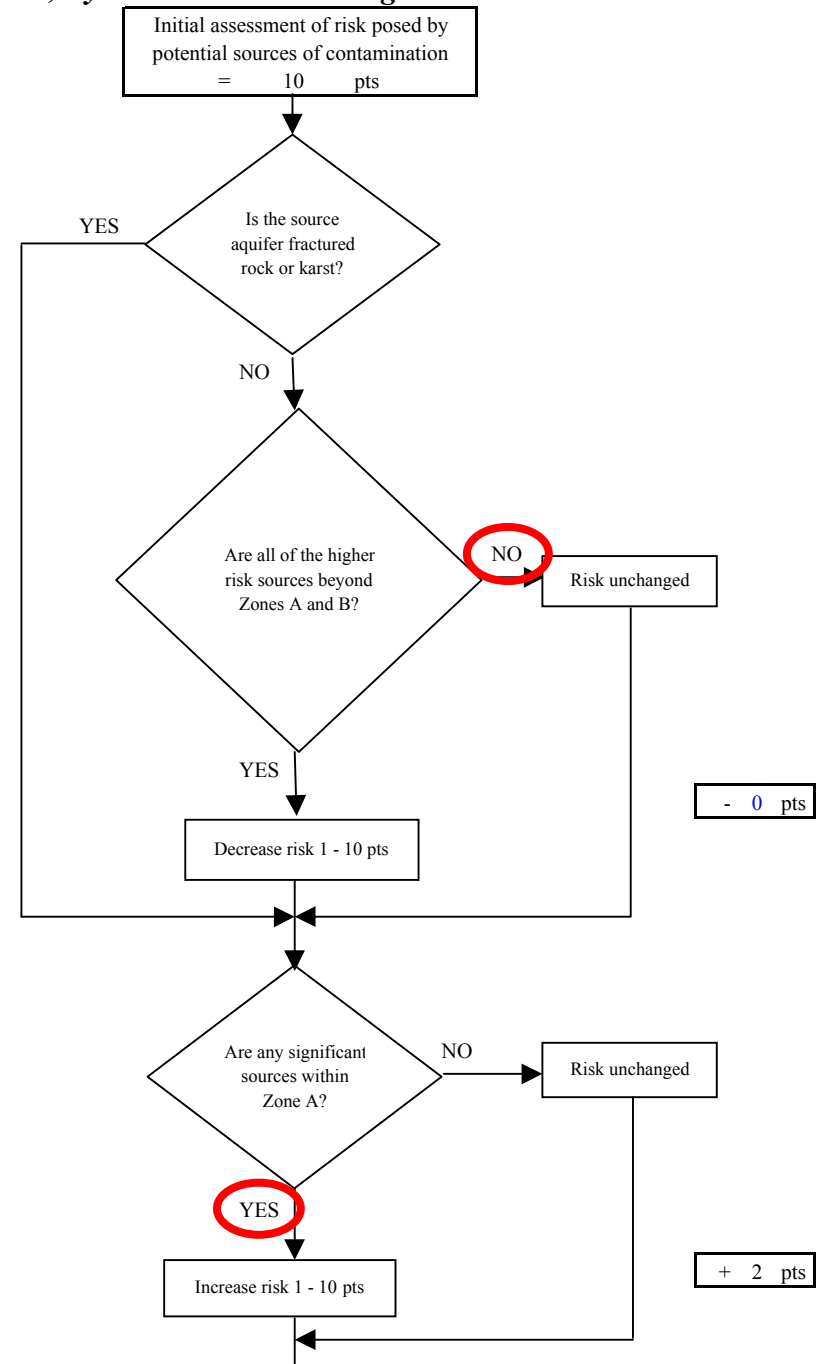 Initial assessment of risk posed by
potential sources of contamination
= 10 pts
YES
Is the source
aquifer fractured
rock or karst?
NO
Are all of the higher
risk sources beyond
Zones A and B?
NO
Risk unchanged
YES
- 0 pts
Decrease risk 1 - 10 pts
Are any significant
sources within
Zone A?
NO
Risk unchanged
YES
+ 2 pts
Increase risk 1 - 10 pts